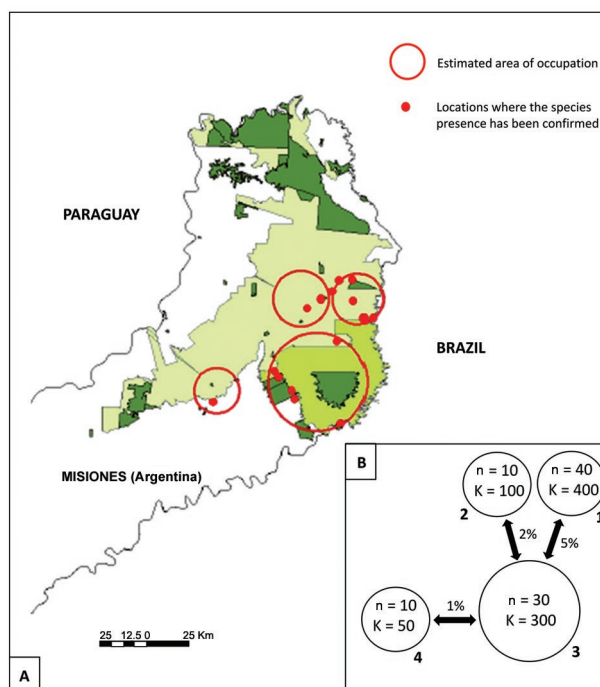 Estimated area of occupation
Locations where the species
presence has been confirmed
PARAGUAY
BRAZIL
MISIONES (Argentina)
25 12.5 0 25 Km
A
B
n = 10
K = 100
2
n = 40
K = 400
1
2%
5%
n = 10
K = 50
4
1%
n = 30
K = 300
3